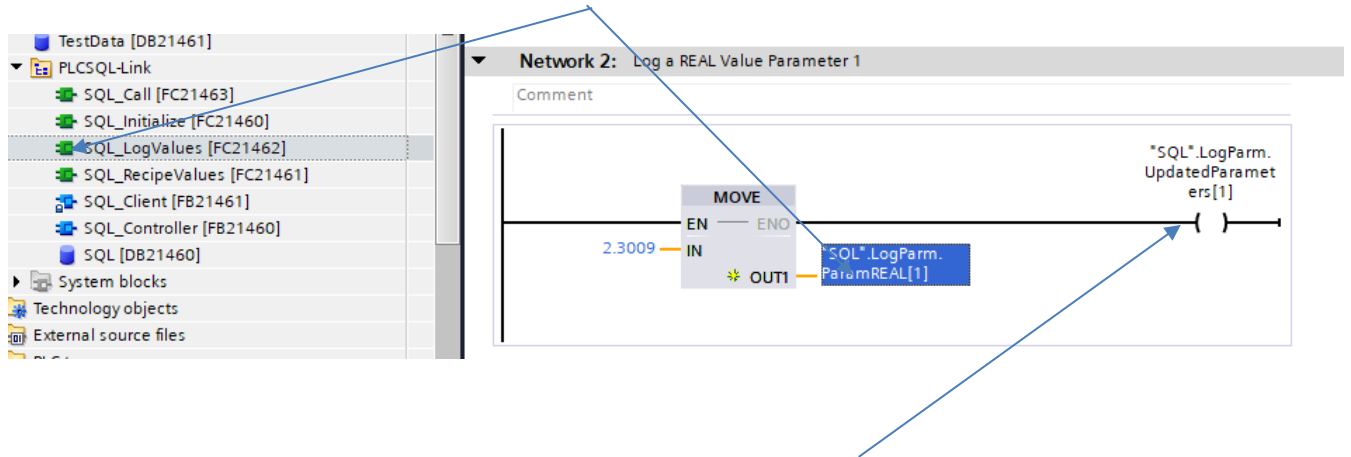 TestData [DB21461]
PLCSQL-Link
SQL_Call [FC21463]
SQL_Initialize [FC21460]
SQL_LogValues [FC21462]
SQL_RecipeValues [FC21461]
SQL_Client [FB21461]
SQL_Controller [FB21460]
SQL [DB21460]
System blocks
Technology objects
External source files
Network 2: Log a REAL Value Parameter 1
Comment
"SQL".LogParm.
UpdatedParamet
ers[1]
MOVE
EN ENO
2.3009 IN
OUT1
"SQL".LogParm.
ParamREAL[1]